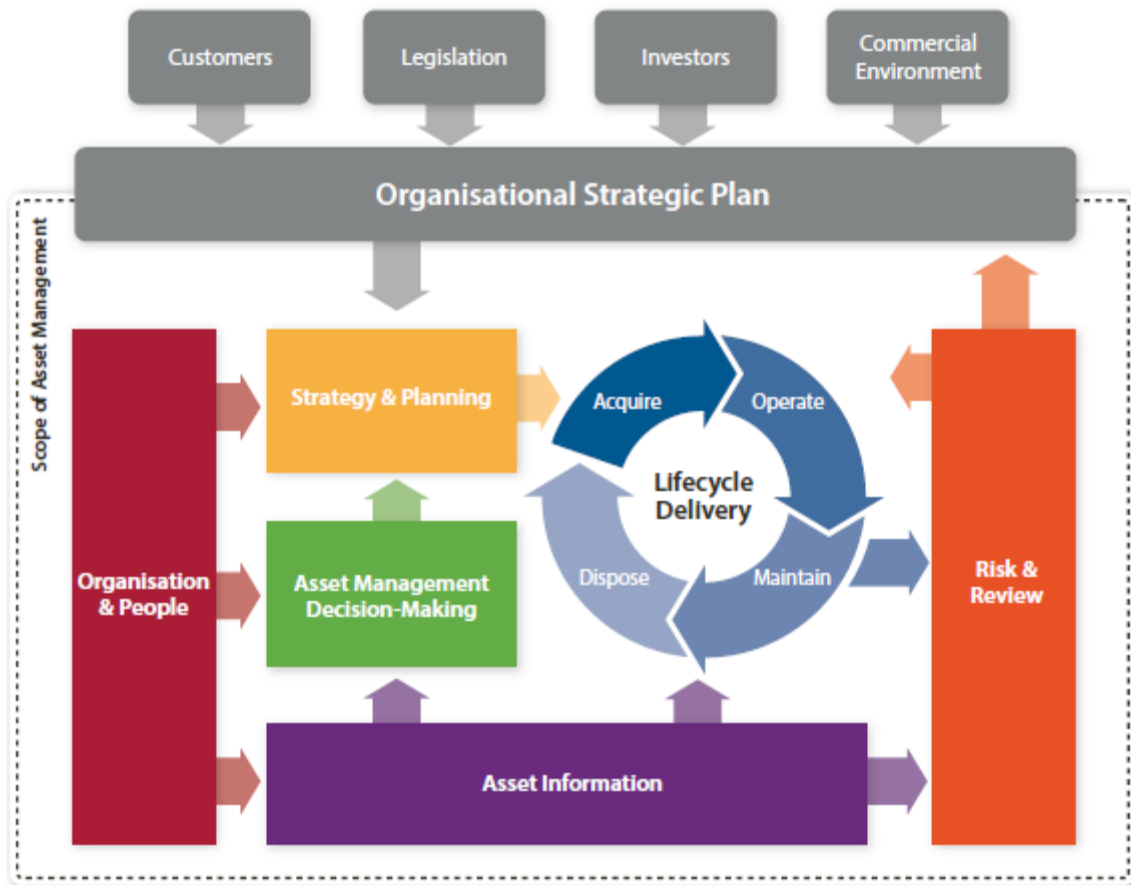 Customers
Legislation
Investors
Commercial
Environment
Organisational Strategic Plan
Scope of Asset Management
Strategy & Planning
Acquire
Operate
Lifecycle
Delivery
Organisation
& People
Asset Management
Decision-Making
Dispose
Maintain
Risk &
Review
Asset Information